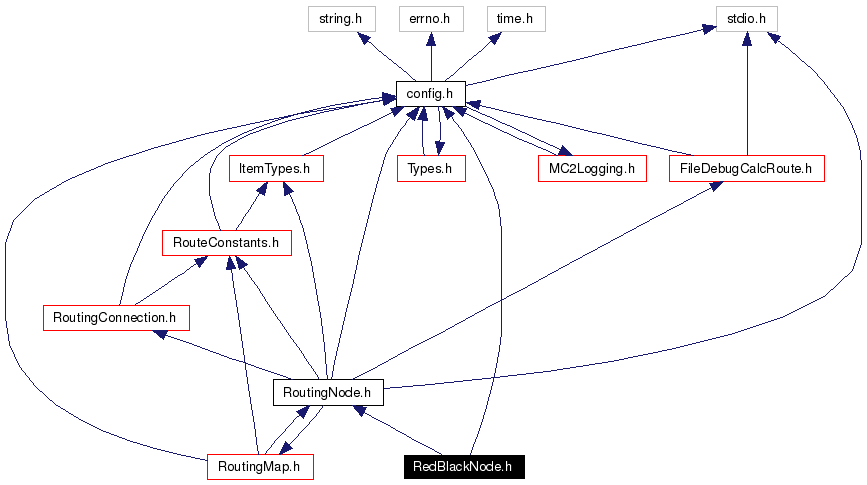 string.h
errno.h
time.h
stdio.h
config.h
ItemTypes.h
Types.h
MC2Logging.h
FileDebugCalcRoute.h
RouteConstants.h
RoutingConnection.h
RoutingNode.h
RoutingMap.h
RedBlackNode.h